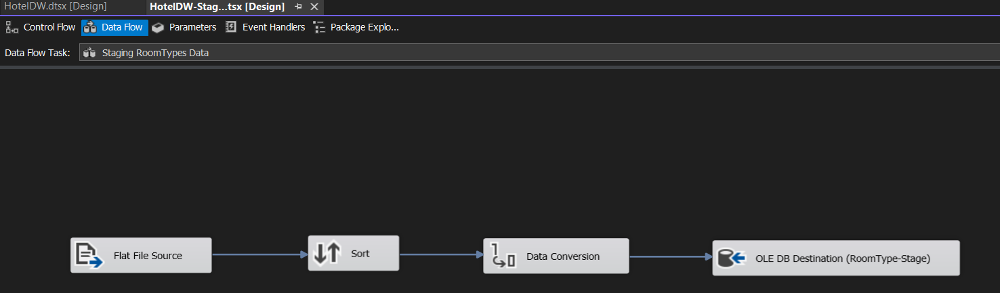 HotelDW.dtsx [Design] HotelDW-Stag...tsx [Design]
Control Flow Data Flow Parameters Event Handlers Package Explo...
Data Flow Task: Staging RoomTypes Data
Flat File Source Sort Data Conversion OLE DB Destination (RoomType-Stage)